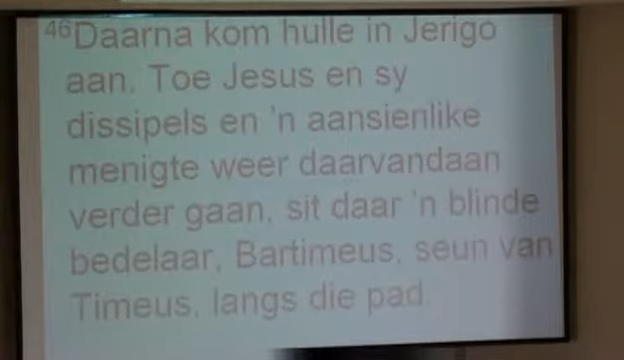 46Daarna kom hulle in Jerigo
aan. Toe Jesus en sy
dissipels en 'n aansienlike
menigte weer daarvandaan
verder gaan, sit daar 'n blinde
bedelaar, Bartimeus, seun van
Timeus, langs die pad.